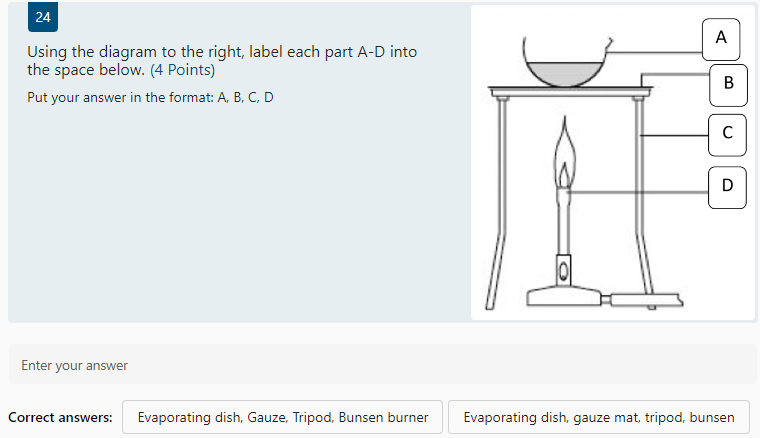 24
Using the diagram to the right, label each part A-D into
the space below. (4 Points)
Put your answer in the format: A, B, C, D
A
B
C
D
Enter your answer
Correct answers: Evaporating dish, Gauze, Tripod, Bunsen burner Evaporating dish, gauze mat, tripod, bunsen